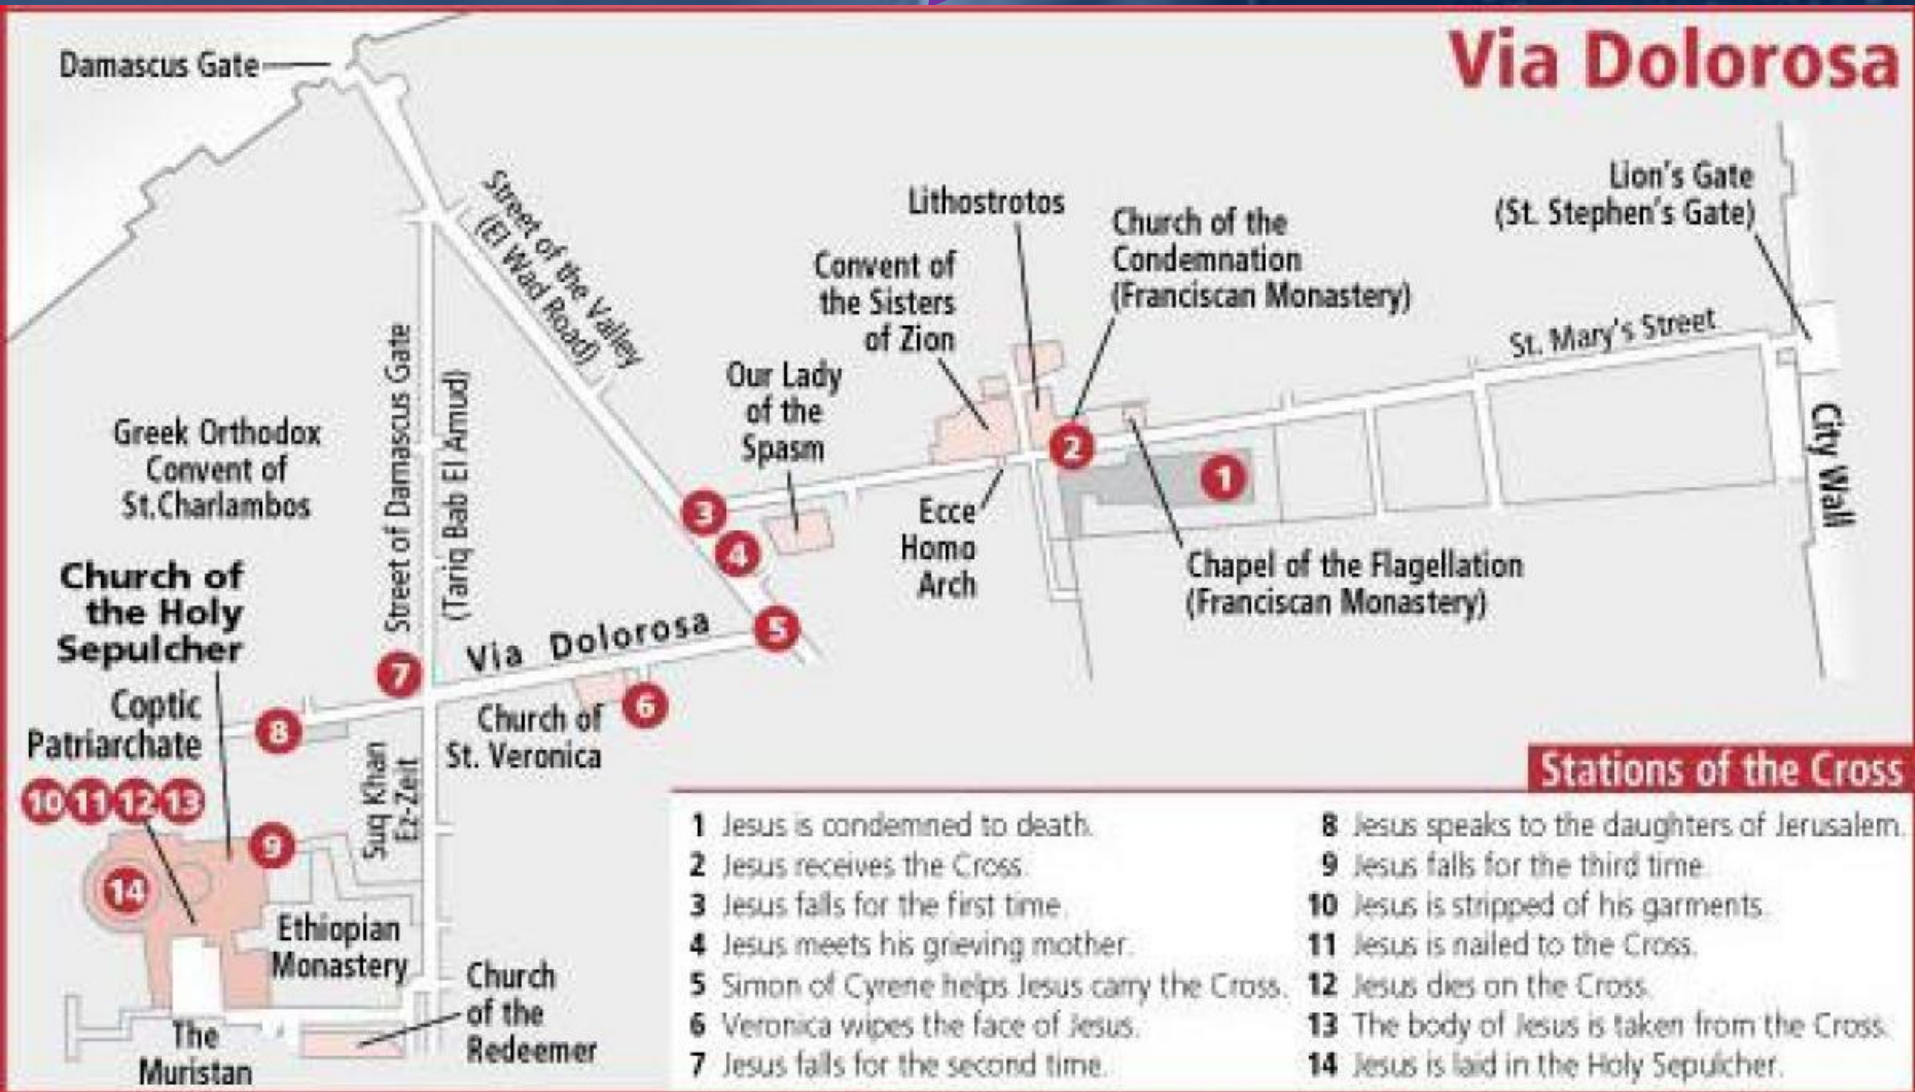 Via Dolorosa
Damascus Gate
Street of the Valley
(El Wad Road)
Lithostrotos
Church of the
Condemnation
(Franciscan Monastery)
Lion's Gate
(St. Stephen's Gate)
Convent of
the Sisters
of Zion
St. Mary's Street
Our Lady
of the
Spasm
City Wall
Greek Orthodox
Convent of
St.Charlambos
Street of Damascus Gate
(Tariq Bab El Amud)
2
1
3
4
Ecce
Homo
Arch
Chapel of the Flagellation
(Franciscan Monastery)
Church of
the Holy
Sepulcher
Via Dolorosa
5
7
6
8
Coptic
Patriarchate
Church of
St. Veronica
Suq Khan
Ez-Zeit
10 11 12 13
9
14
Ethiopian
Monastery
Church
of the
Redeemer
The
Muristan
Stations of the Cross
1 Jesus is condemned to death.
2 Jesus receives the Cross.
3 Jesus falls for the first time.
4 Jesus meets his grieving mother.
5 Simon of Cyrene helps Jesus carry the Cross.
6 Veronica wipes the face of Jesus.
7 Jesus falls for the second time.
8 Jesus speaks to the daughters of Jerusalem.
9 Jesus falls for the third time.
10 Jesus is stripped of his garments.
11 Jesus is nailed to the Cross.
12 Jesus dies on the Cross.
13 The body of Jesus is taken from the Cross.
14 Jesus is laid in the Holy Sepulcher.